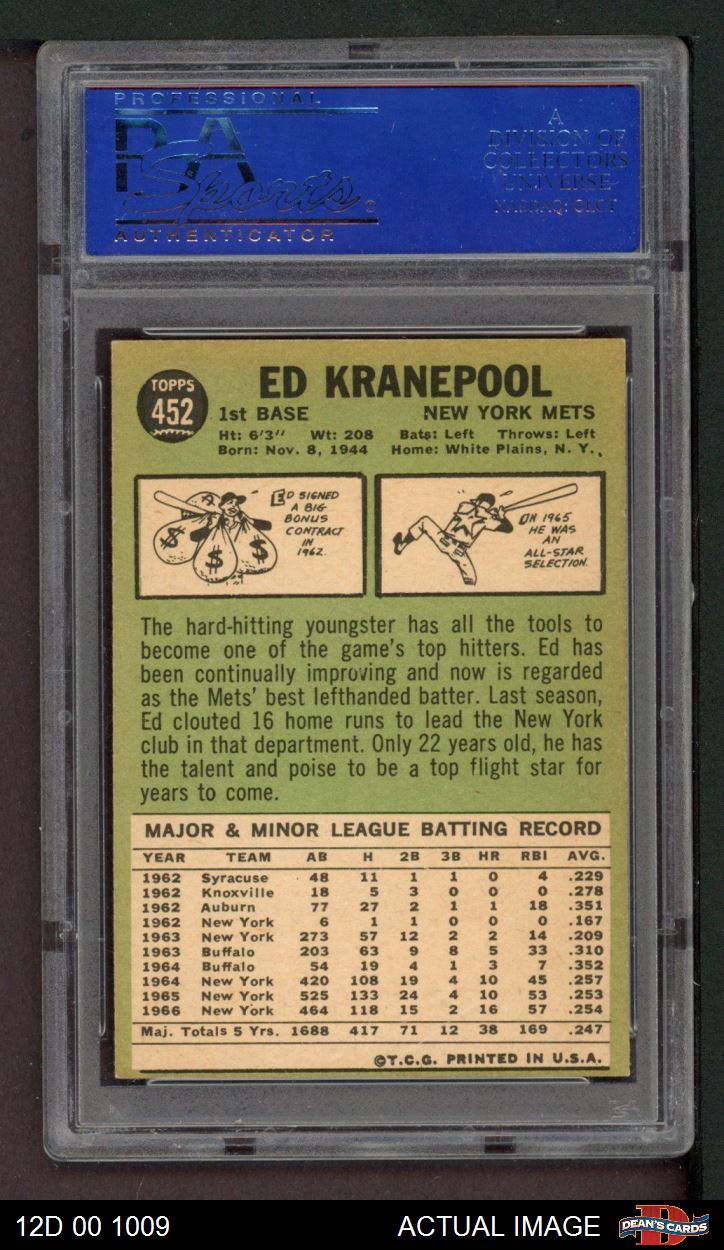 PROFESSIONAL
PSA
Sports
AUTHENTICATOR
A
DIVISION OF
COLLECTORS
UNIVERSE
NASDAQ: CLCT
TOPPS
452
ED KRANEPOOL
1st BASE NEW YORK METS
Ht: 6'3" Wt: 208 Bats: Left Throws: Left
Born: Nov. 8, 1944 Home: White Plains, N. Y.
ED SIGNED
A BIG
BONUS
CONTRACT
IN
1962.
$ $ $
IN 1965
HE WAS
AN
ALL-STAR
SELECTION.
The hard-hitting youngster has all the tools to
become one of the game's top hitters. Ed has
been continually improving and now is regarded
as the Mets' best lefthanded batter. Last season,
Ed clouted 16 home runs to lead the New York
club in that department. Only 22 years old, he has
the talent and poise to be a top flight star for
years to come.
MAJOR & MINOR LEAGUE BATTING RECORD
YEAR TEAM AB H 2B 3B HR RBI AVG.
1962 Syracuse 48 11 1 1 0 4 .229
1962 Knoxville 18 5 3 0 0 0 .278
1962 Auburn 77 27 2 1 1 18 .351
1962 New York 6 1 1 0 0 0 .167
1963 New York 273 57 12 2 2 14 .209
1963 Buffalo 203 63 9 8 5 33 .310
1964 Buffalo 54 19 4 1 3 7 .352
1964 New York 420 108 19 4 10 45 .257
1965 New York 525 133 24 4 10 53 .253
1966 New York 464 118 15 2 16 57 .254
Maj. Totals 5 Yrs. 1688 417 71 12 38 169 .247
©T.C.G. PRINTED IN U.S.A.
12D 00 1009 ACTUAL IMAGE DEAN'S CARDS